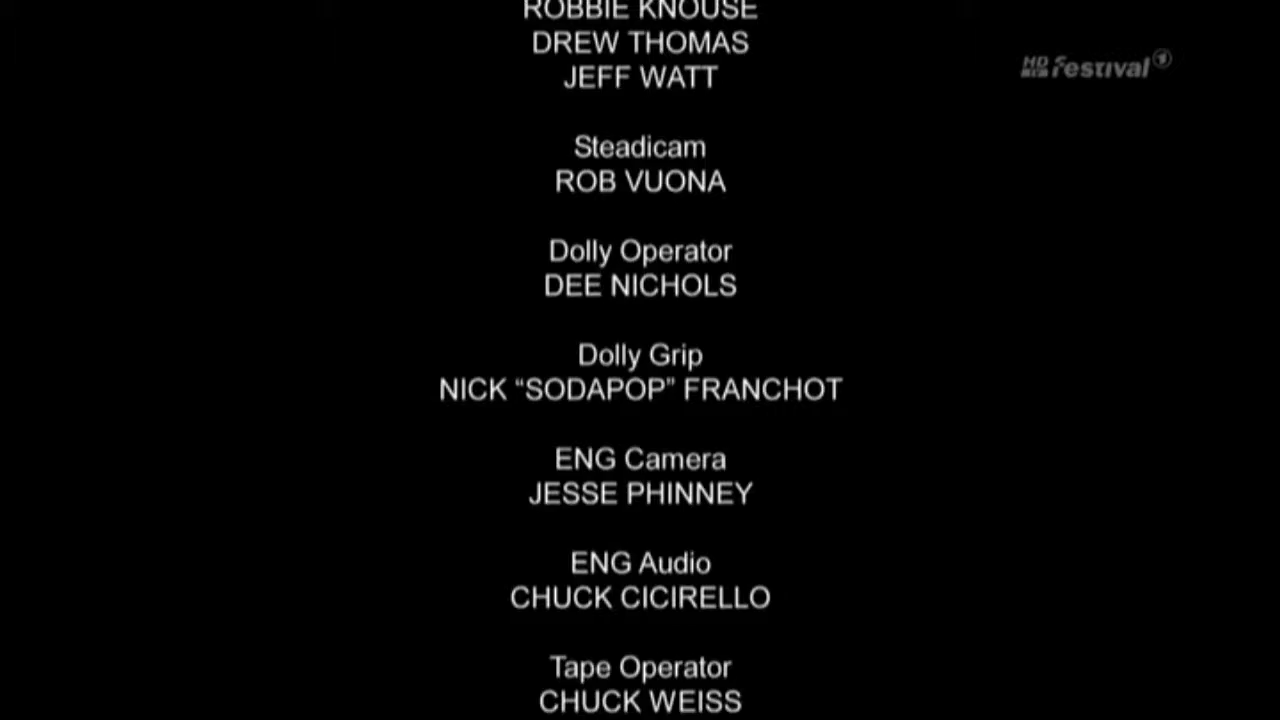 ROBBIE KNOUSE
DREW THOMAS
JEFF WATT
HD festival
Steadicam
ROB VUONA
Dolly Operator
DEE NICHOLS
Dolly Grip
NICK “SODAPOP” FRANCHOT
ENG Camera
JESSE PHINNEY
ENG Audio
CHUCK CICIRELLO
Tape Operator
CHUCK WEISS